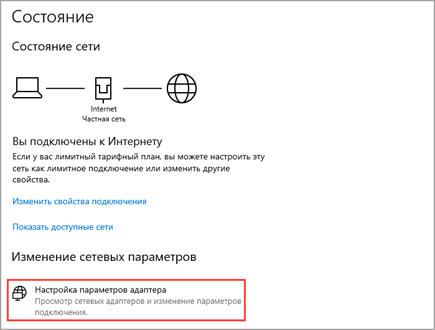 Состояние
Состояние сети
Internet
Частная сеть
Вы подключены к Интернету
Если у вас лимитный тарифный план, вы можете настроить эту
сеть как лимитное подключение или изменить другие
свойства.
Изменить свойства подключения
Показать доступные сети
Изменение сетевых параметров
Настройка параметров адаптера
Просмотр сетевых адаптеров и изменение параметров
подключения.